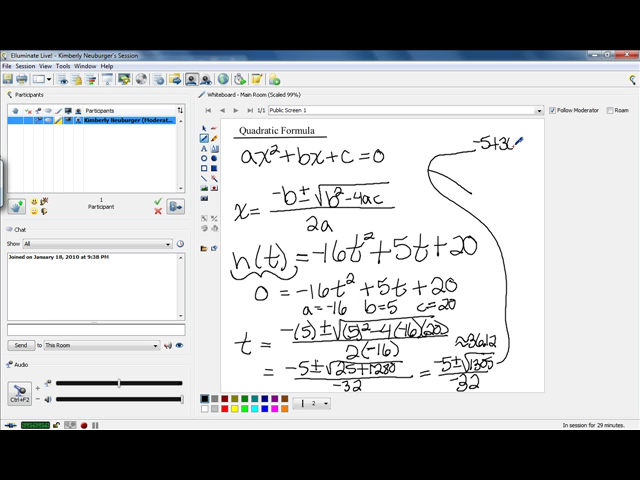 Elluminate Live! - Kimberly Neuburger's Session
File Session View Tools Window Help
Participants
Participants
Kimberly Neuburger (Moderat...
1
Participant
Chat
Show All
Joined on January 18, 2010 at 9:38 PM
Send to This Room
Audio
Ctrl+F2
Whiteboard - Main Room (Scaled 99%)
1/1 Public Screen 1
Follow Moderator Roam
Quadratic Formula
ax²+bx+c=0
x = -b±√b²-4ac / 2a
h(t) = -16t²+5t+20
0 = -16t²+5t+20
a=-16 b=5 c=20
t = -(5)±√(5)²-4(-16)(20) / 2(-16)
= -5±√25+1280 / -32 = -5±√1305 / -32
≈36.12
-5+36
2
In session for 29 minutes.